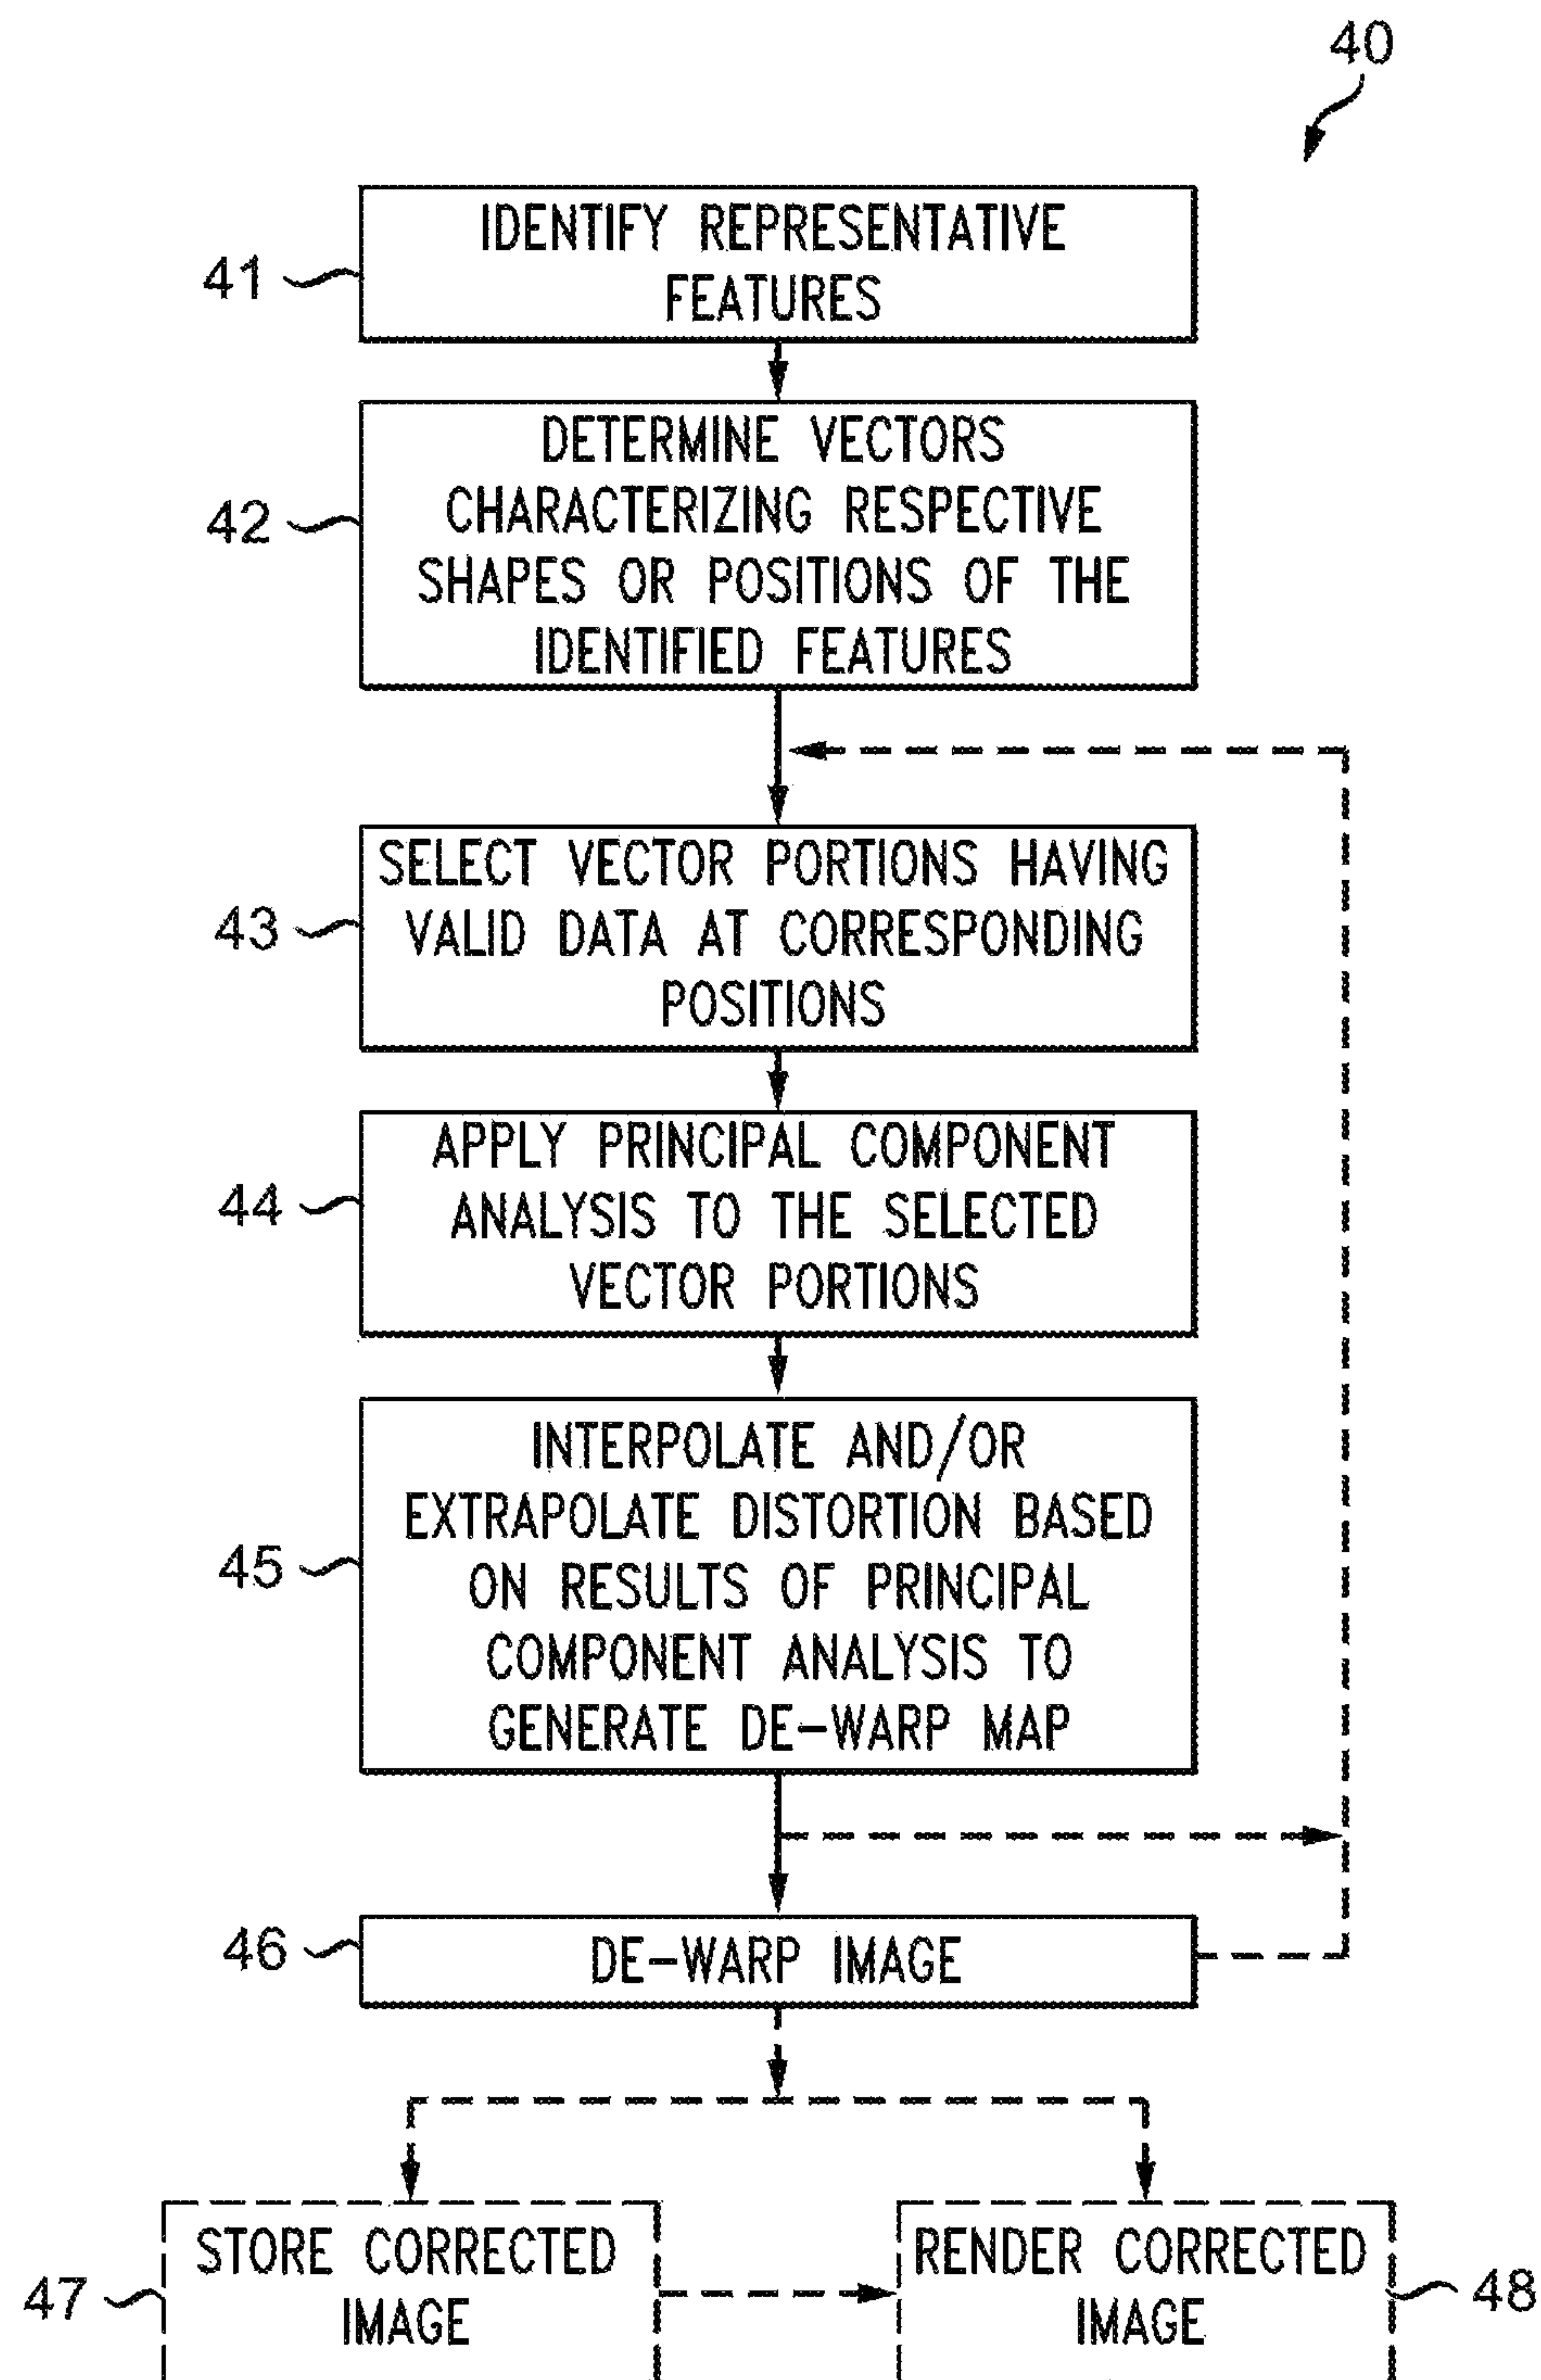 40
IDENTIFY REPRESENTATIVE
FEATURES
41
DETERMINE VECTORS
CHARACTERIZING RESPECTIVE
SHAPES OR POSITIONS OF THE
IDENTIFIED FEATURES
42
SELECT VECTOR PORTIONS HAVING
VALID DATA AT CORRESPONDING
POSITIONS
43
APPLY PRINCIPAL COMPONENT
ANALYSIS TO THE SELECTED
VECTOR PORTIONS
44
INTERPOLATE AND/OR
EXTRAPOLATE DISTORTION BASED
ON RESULTS OF PRINCIPAL
COMPONENT ANALYSIS TO
GENERATE DE-WARP MAP
45
DE-WARP IMAGE
46
STORE CORRECTED
IMAGE
47
RENDER CORRECTED
IMAGE
48